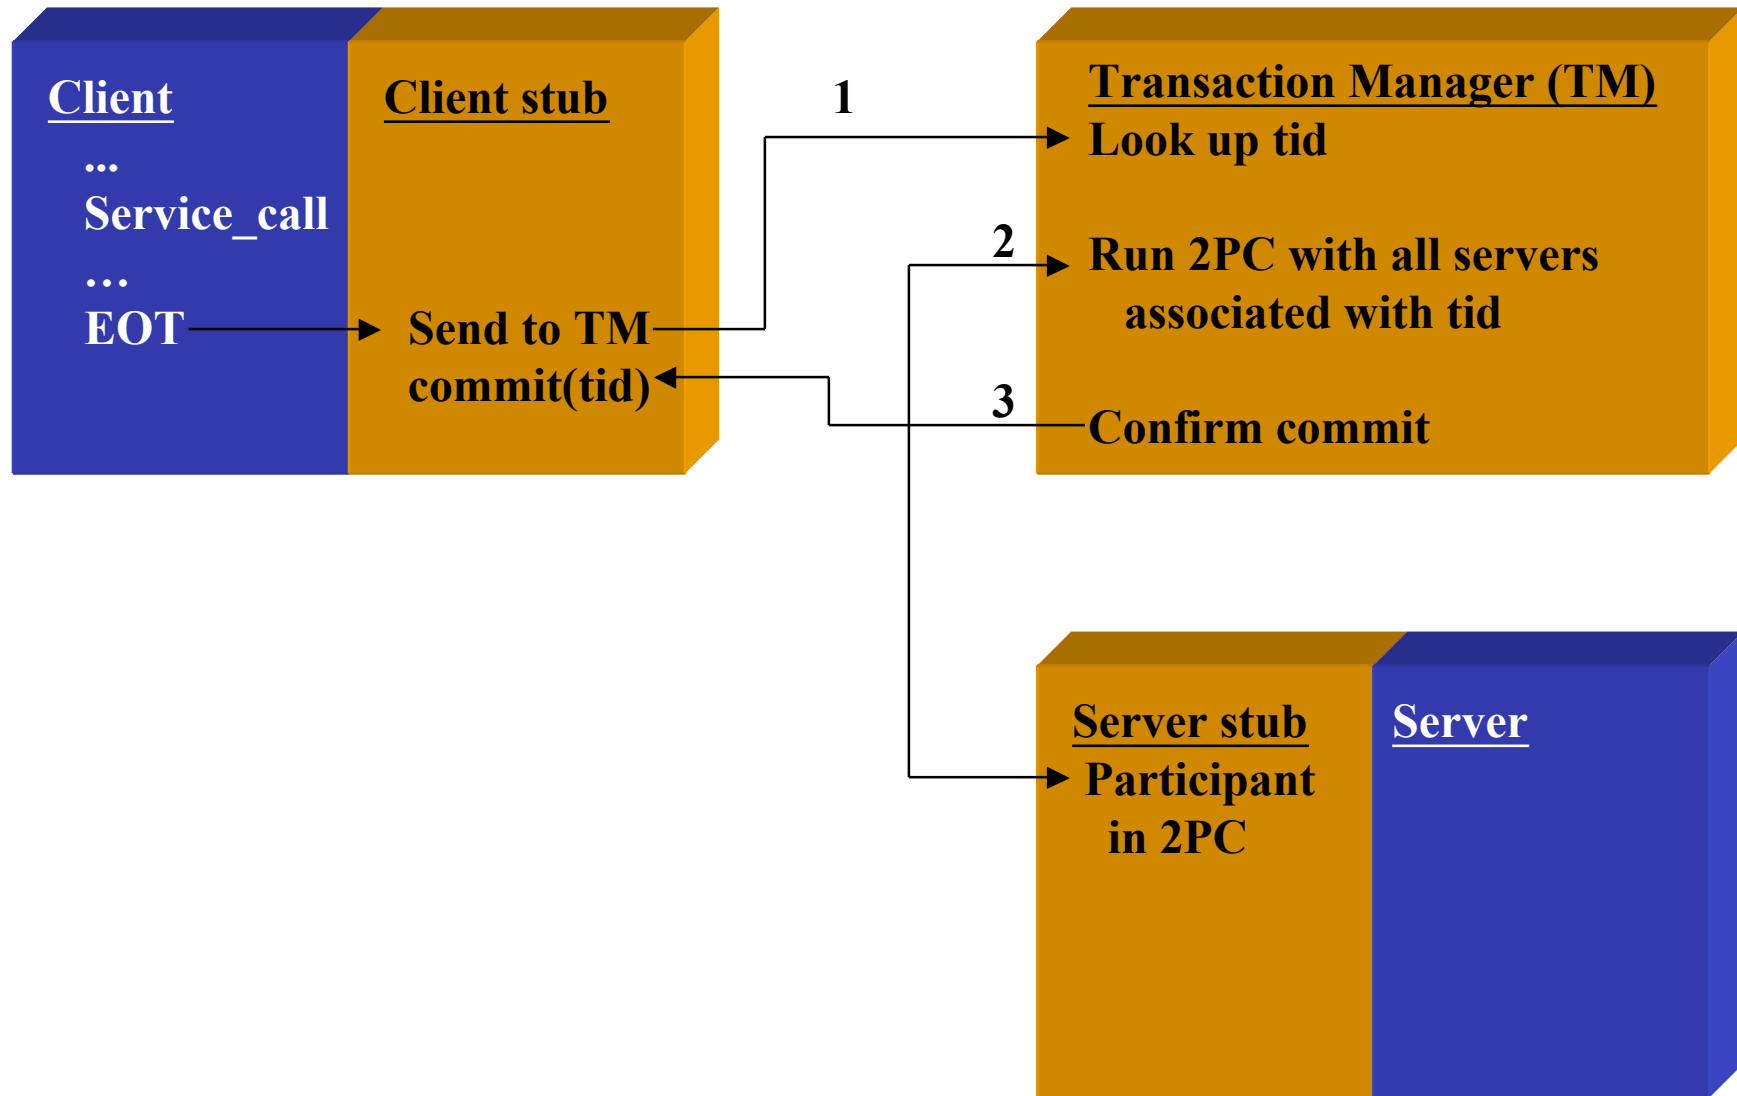 Client
...
Service_call
…
EOT
Client stub
Send to TM
commit(tid)
1
2
3
Transaction Manager (TM)
Look up tid
Run 2PC with all servers
associated with tid
Confirm commit
Server stub
Participant
in 2PC
Server